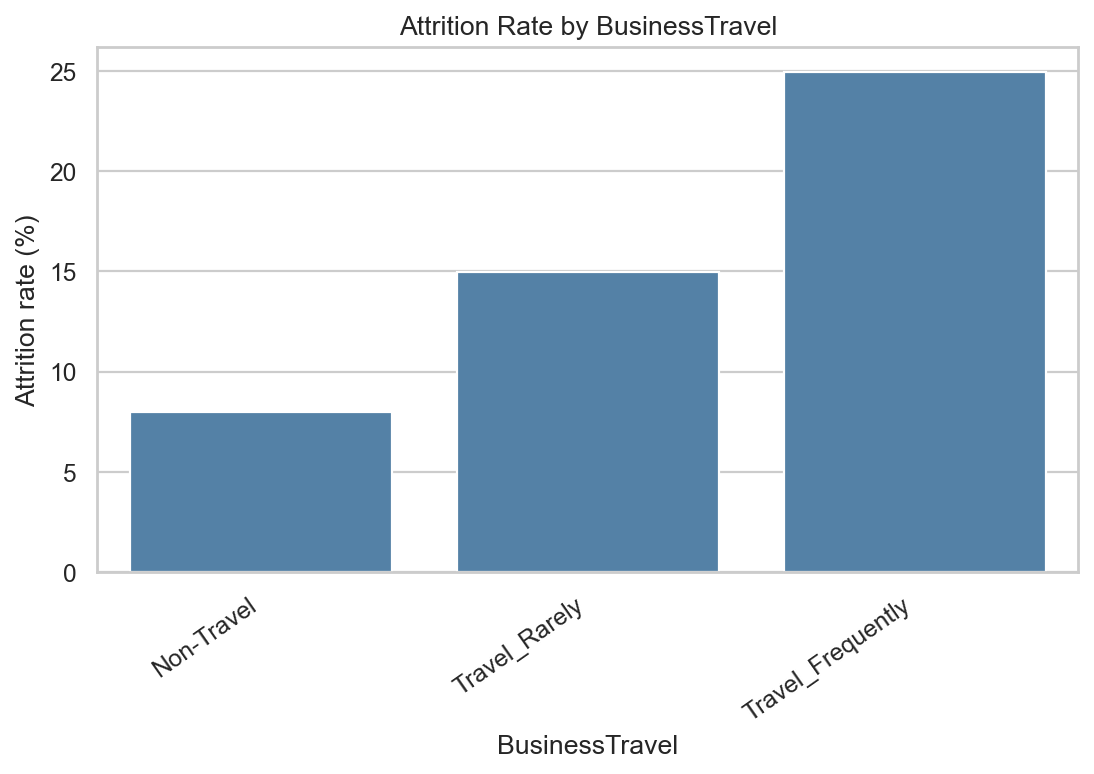 Attrition Rate by BusinessTravel
Attrition rate (%)
25
20
15
10
5
0
Non-Travel
Travel_Rarely
Travel_Frequently
BusinessTravel